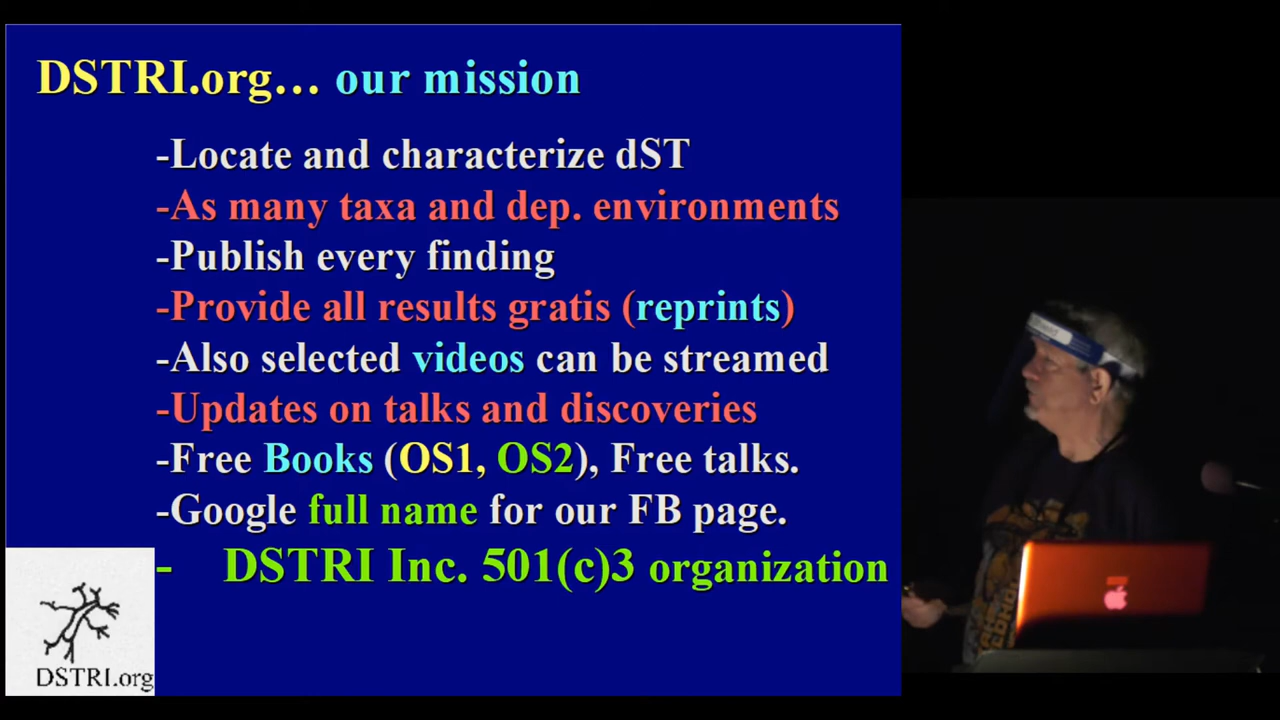 DSTRI.org… our mission
-Locate and characterize dST
-As many taxa and dep. environments
-Publish every finding
-Provide all results gratis (reprints)
-Also selected videos can be streamed
-Updates on talks and discoveries
-Free Books (OS1, OS2), Free talks.
-Google full name for our FB page.
- DSTRI Inc. 501(c)3 organization
DSTRI.org